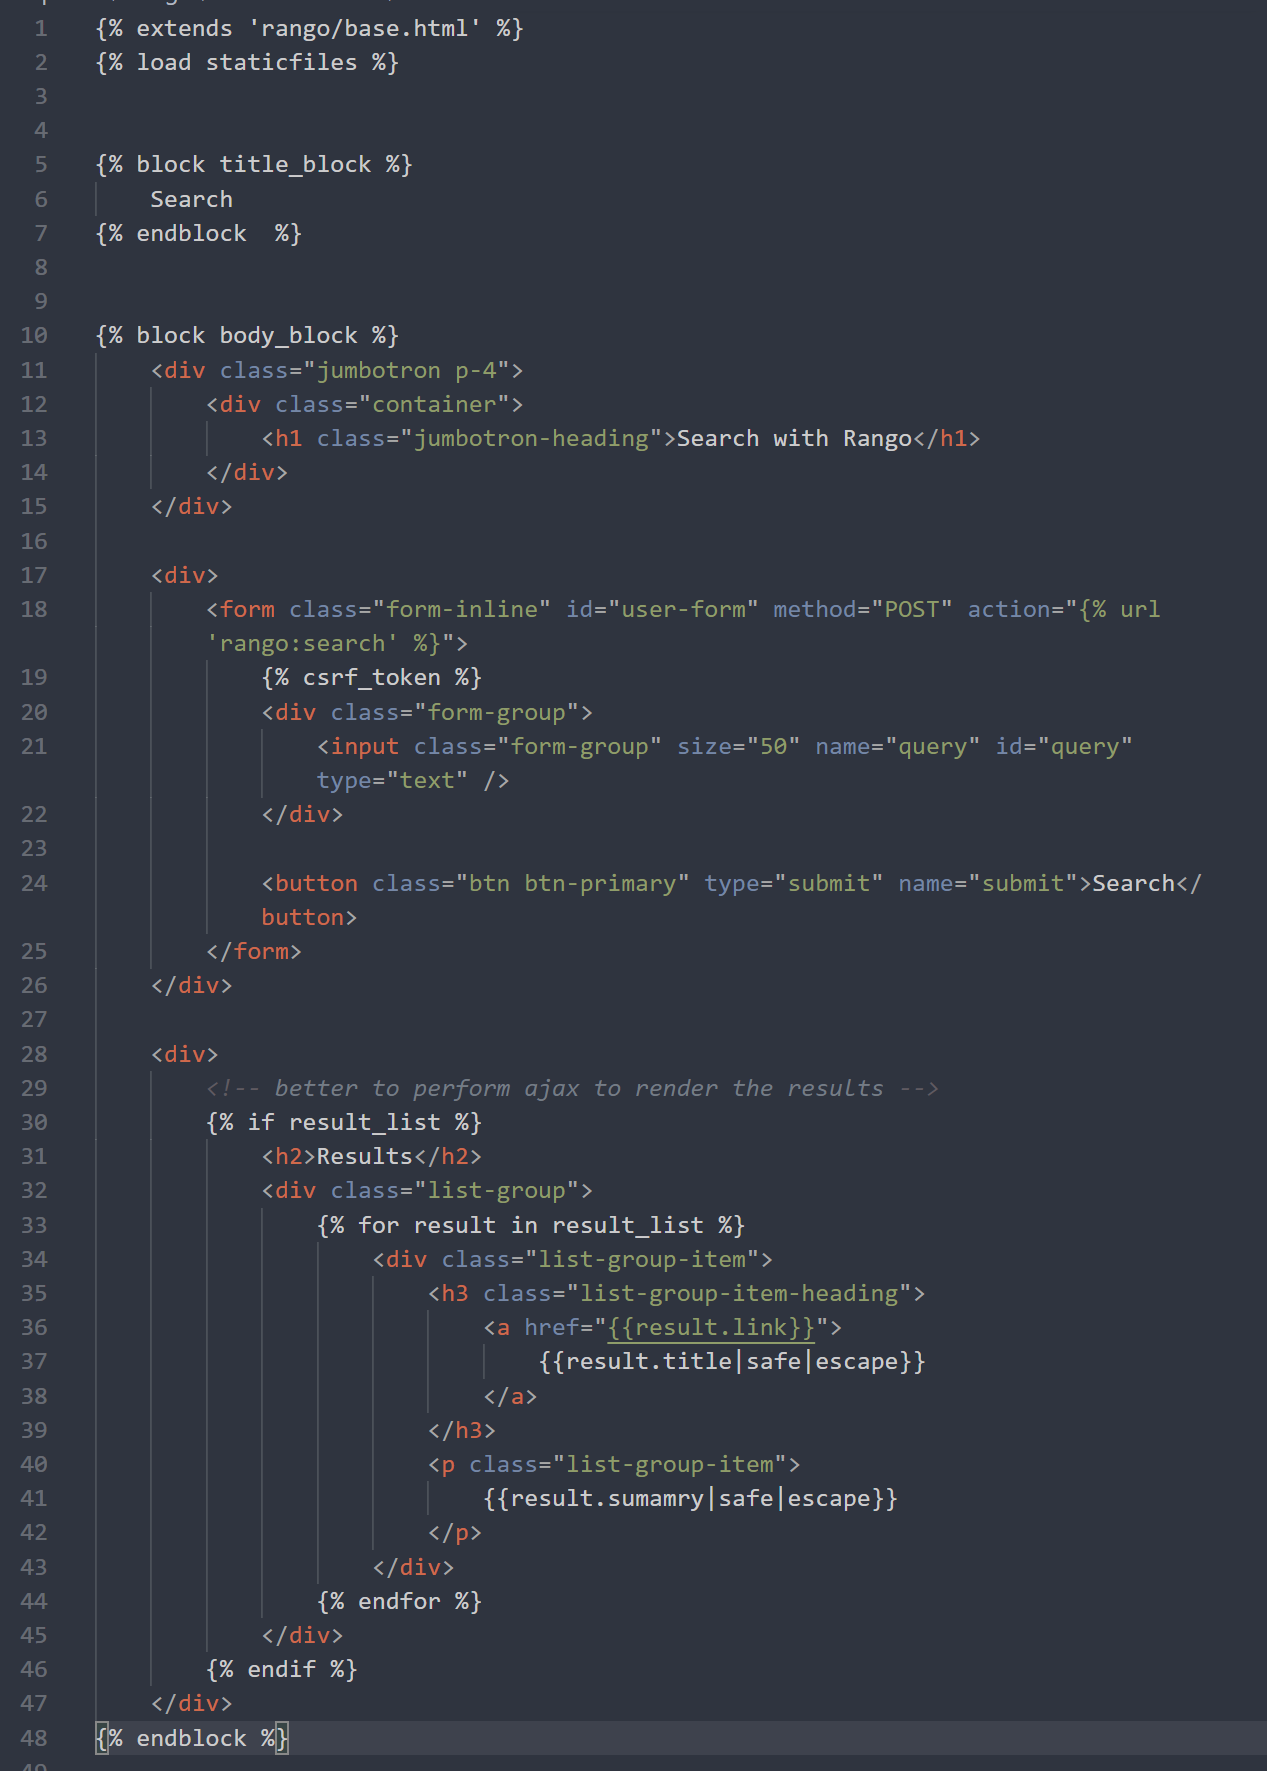 1 {% extends 'rango/base.html' %}
2 {% load staticfiles %}
3
4
5 {% block title_block %}
6 Search
7 {% endblock  %}
8
9
10 {% block body_block %}
11 <div class="jumbotron p-4">
12 <div class="container">
13 <h1 class="jumbotron-heading">Search with Rango</h1>
14 </div>
15 </div>
16
17 <div>
18 <form class="form-inline" id="user-form" method="POST" action="{% url
'rango:search' %}">
19 {% csrf_token %}
20 <div class="form-group">
21 <input class="form-group" size="50" name="query" id="query"
type="text" />
22 </div>
23
24 <button class="btn btn-primary" type="submit" name="submit">Search</
button>
25 </form>
26 </div>
27
28 <div>
29 <!-- better to perform ajax to render the results -->
30 {% if result_list %}
31 <h2>Results</h2>
32 <div class="list-group">
33 {% for result in result_list %}
34 <div class="list-group-item">
35 <h3 class="list-group-item-heading">
36 <a href="{{result.link}}">
37 {{result.title|safe|escape}}
38 </a>
39 </h3>
40 <p class="list-group-item">
41 {{result.sumamry|safe|escape}}
42 </p>
43 </div>
44 {% endfor %}
45 </div>
46 {% endif %}
47 </div>
48 {% endblock %}